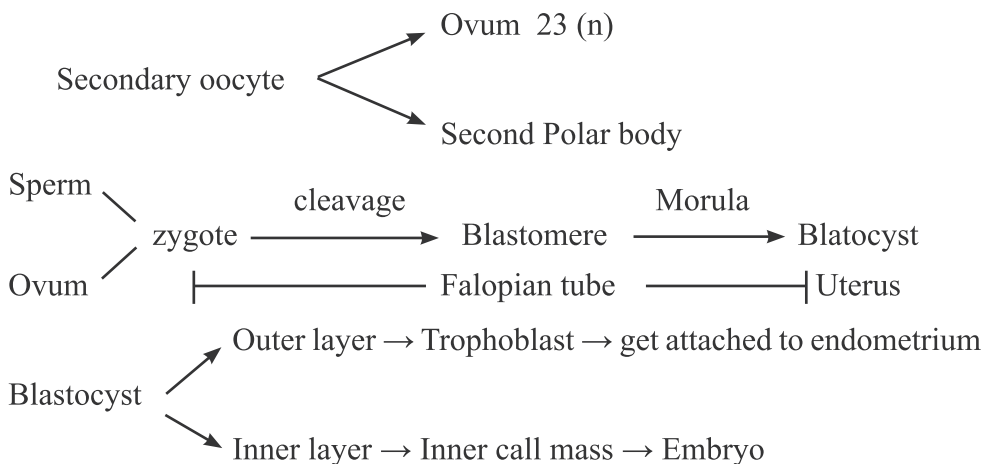 Ovum 23 (n)
Secondary oocyte
Second Polar body
Sperm
cleavage
Morula
zygote
Blastomere
Blatocyst
Ovum
Falopian tube
Uterus
Outer layer → Trophoblast → get attached to endometrium
Blastocyst
Inner layer → Inner call mass → Embryo